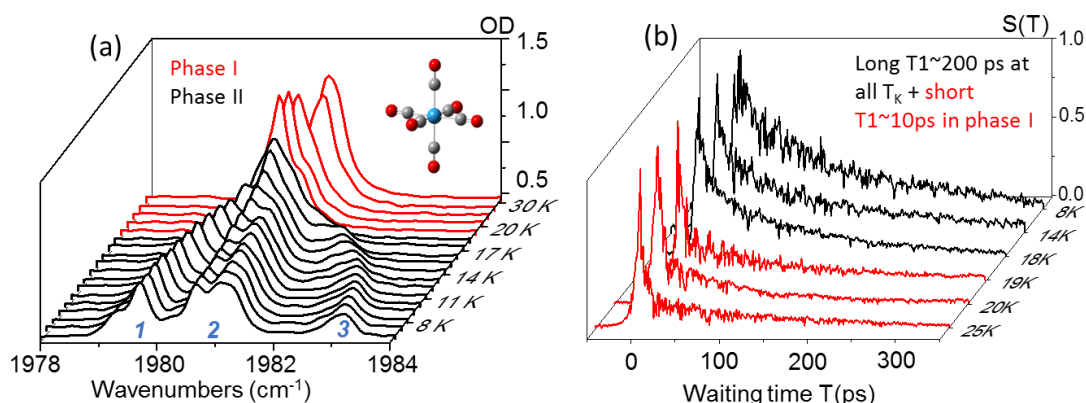 (a)
OD
1.5
1.0
0.5
Phase I
Phase II
30 K
20 K
17 K
14 K
11 K
8 K
1
2
3
1978
1980
1982
1984
Wavenumbers (cm⁻¹)
(b)
S(T)
1.0
0.5
0.0
Long T1~200 ps at
all T_K + short
T1~10ps in phase I
8K
14K
18K
19K
20K
25K
0
100
200
300
Waiting time T(ps)